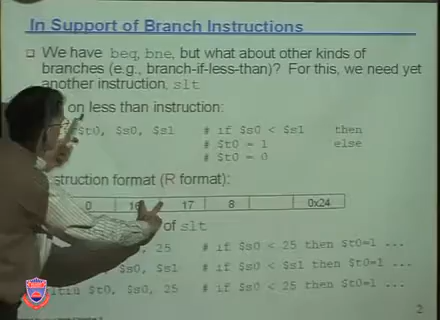 In Support of Branch Instructions
We have beq, bne, but what about other kinds of
branches (e.g., branch-if-less-than)? For this, we need yet
another instruction, slt
on less than instruction:
$t0, $s0, $s1 # if $s0 < $s1 then
# $t0 = 1 else
# $t0 = 0
struction format (R format):
0 16 17 8 0x24
of slt
, 25 # if $s0 < 25 then $t0=1 ...
$s0, $s1 # if $s0 < $s1 then $t0=1 ...
$t0, $s0, 25 # if $s0 < 25 then $t0=1 ...
2